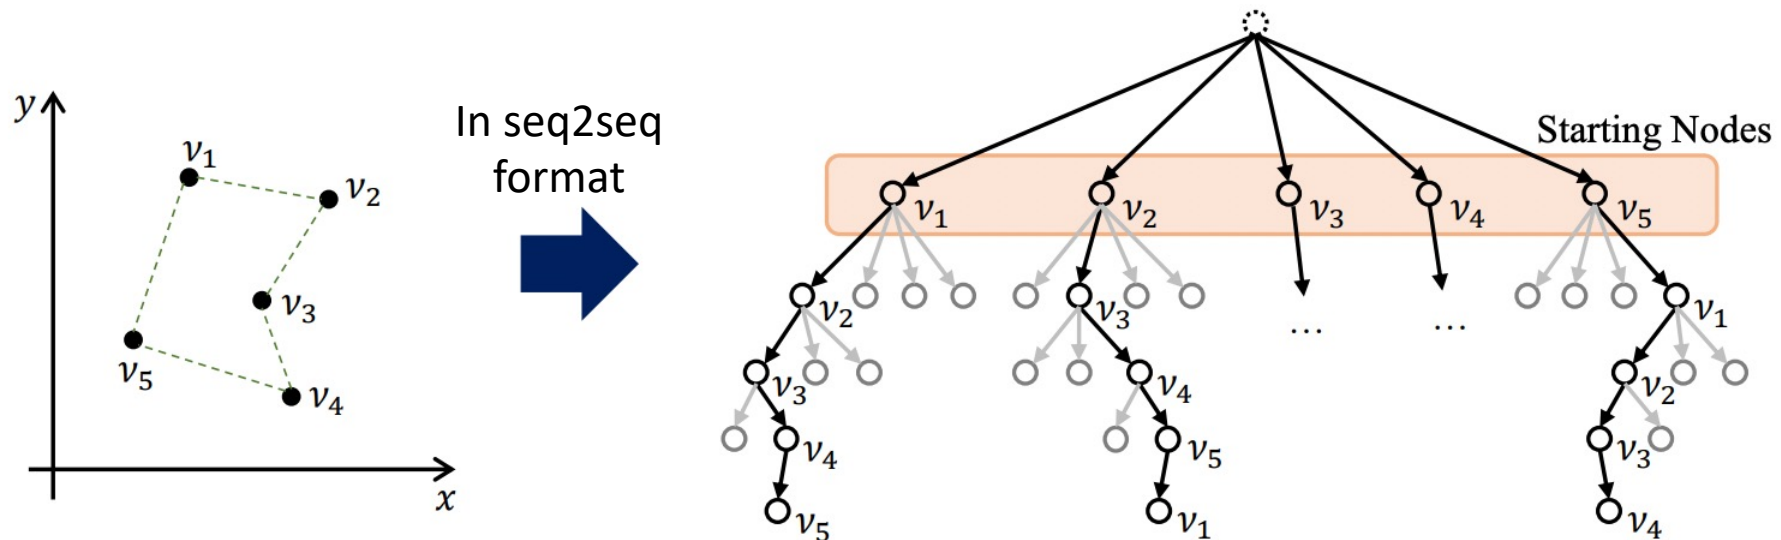 y
v₁
v₂
v₃
v₅
v₄
x
In seq2seq
format
Starting Nodes
v₁
v₂
v₃
v₄
v₅
v₂
v₃
v₁
...
...
v₃
v₄
v₂
v₄
v₅
v₃
v₅
v₁
v₄